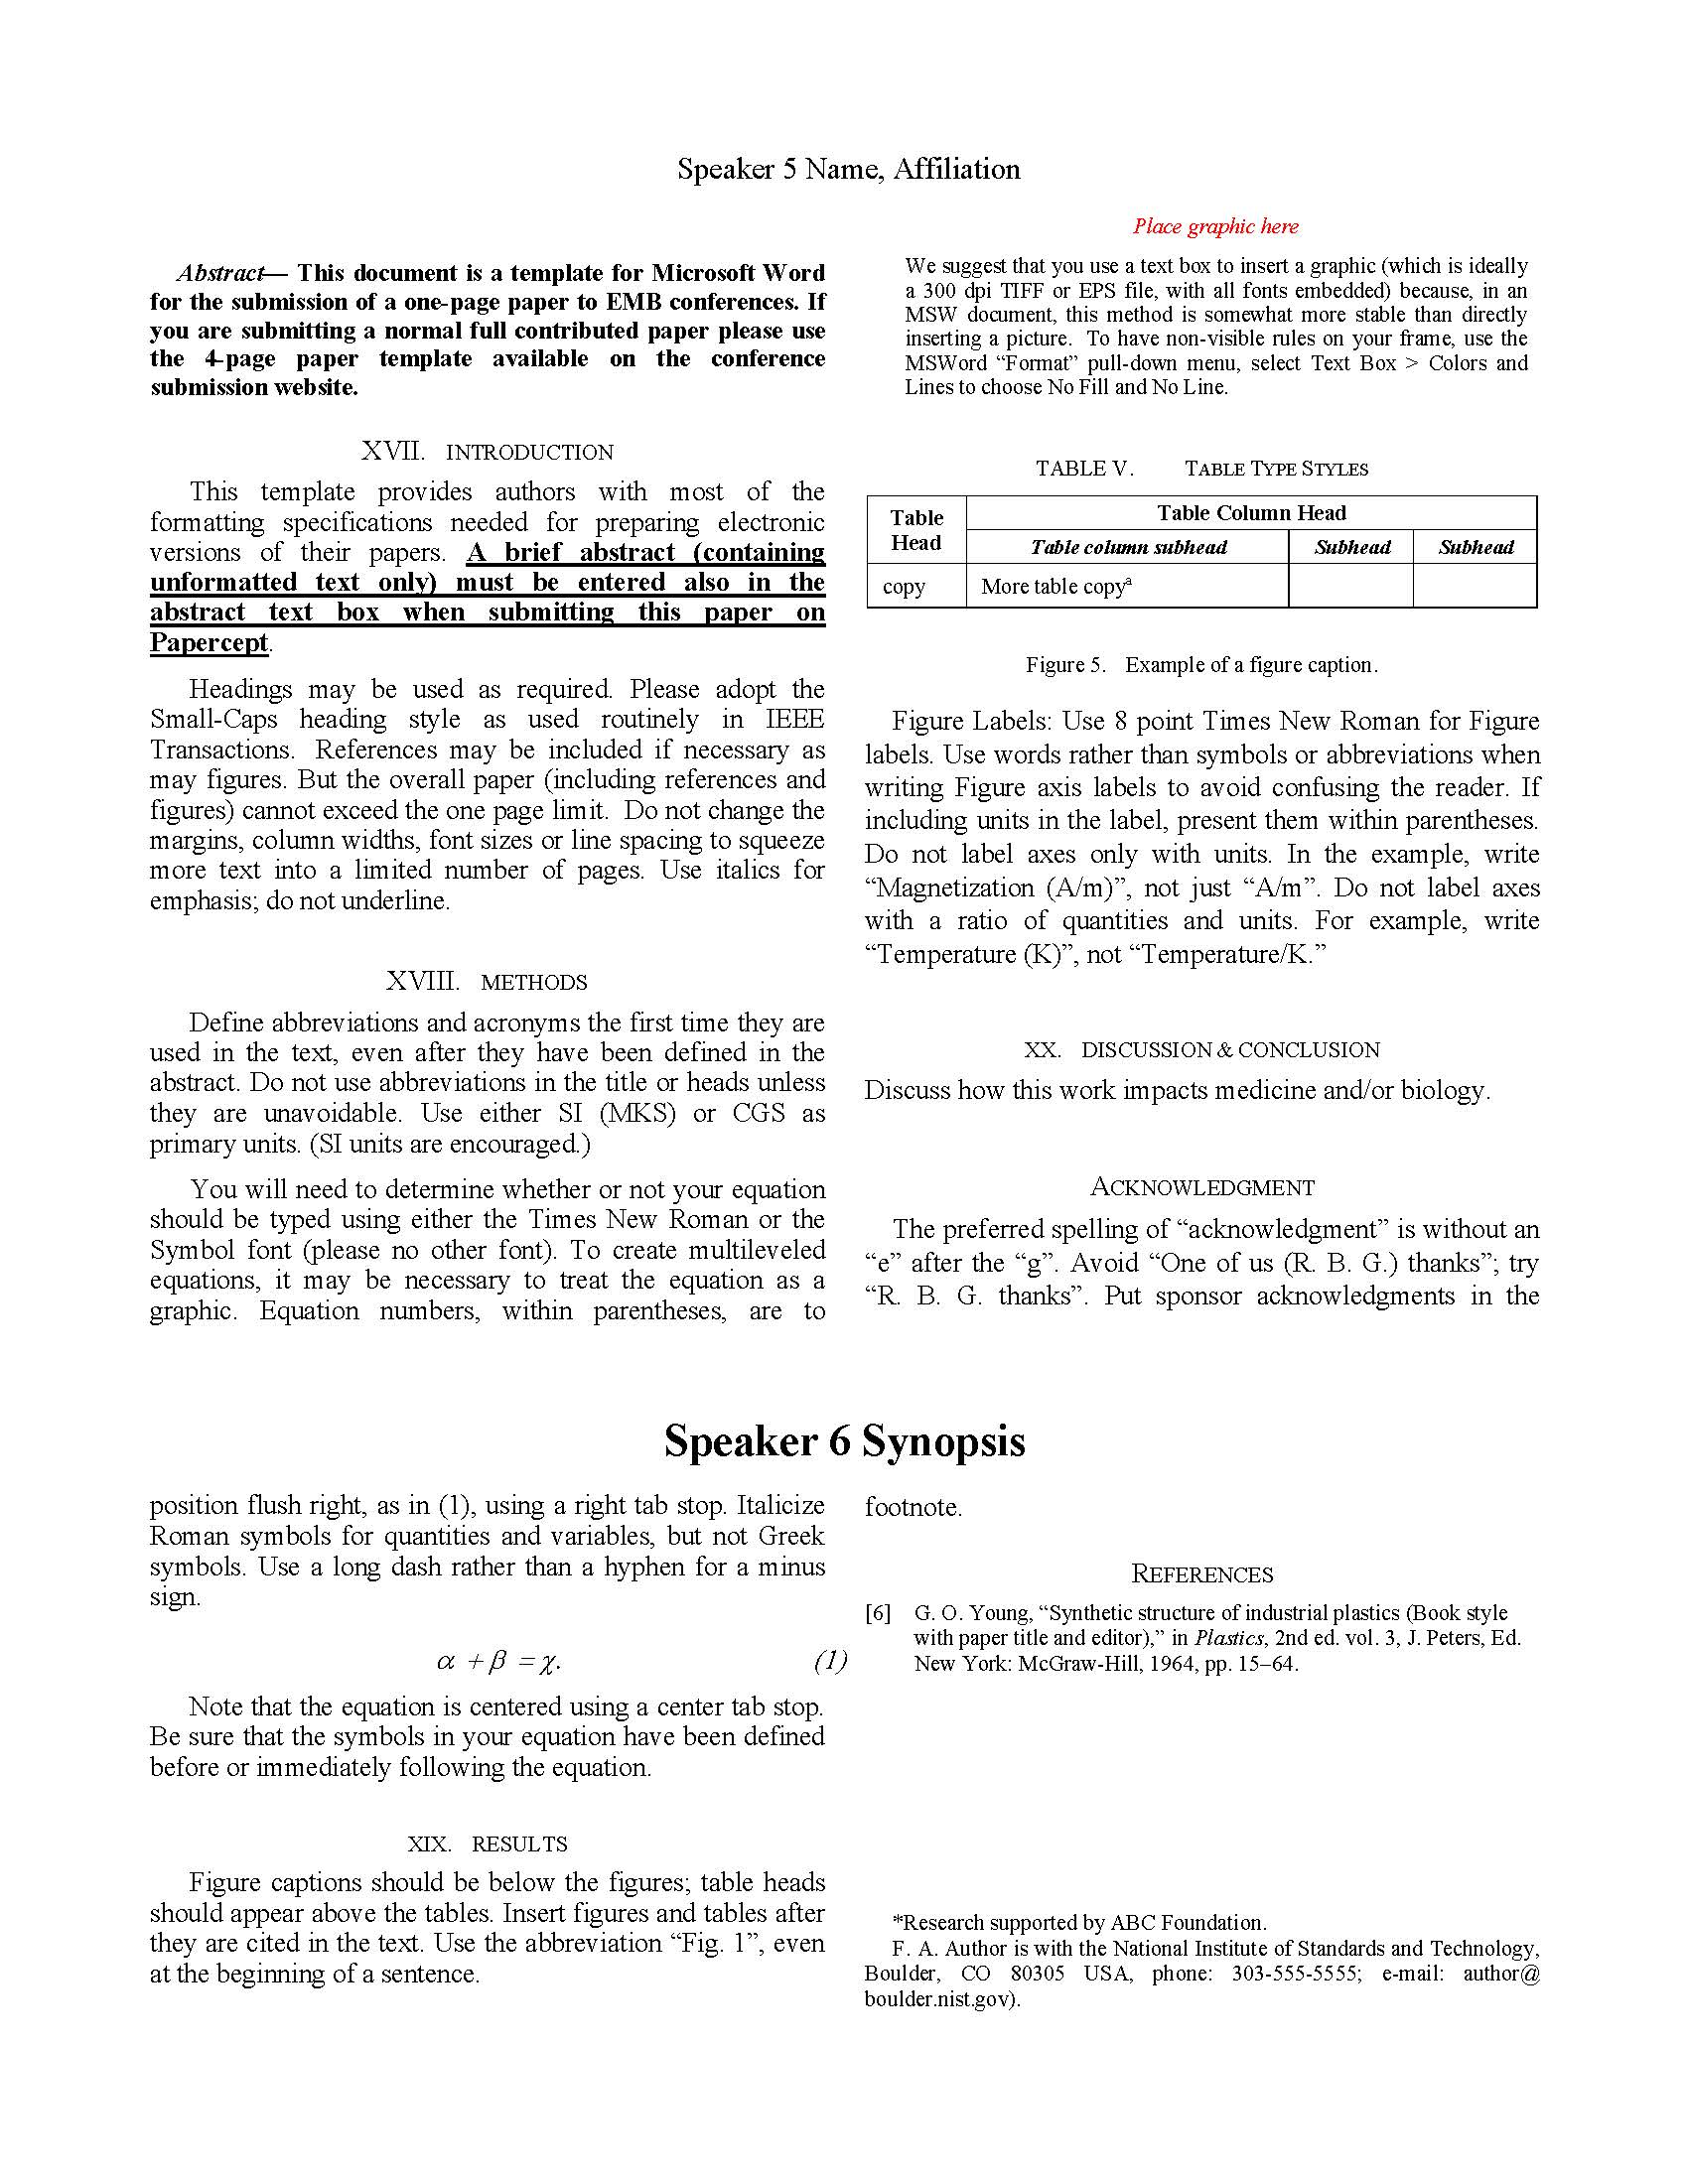 Speaker 5 Name, Affiliation
Abstract— This document is a template for Microsoft Word
for the submission of a one-page paper to EMB conferences. If
you are submitting a normal full contributed paper please use
the 4-page paper template available on the conference
submission website.
XVII. INTRODUCTION
This template provides authors with most of the
formatting specifications needed for preparing electronic
versions of their papers. A brief abstract (containing
unformatted text only) must be entered also in the
abstract text box when submitting this paper on
Papercept.
Headings may be used as required. Please adopt the
Small-Caps heading style as used routinely in IEEE
Transactions. References may be included if necessary as
may figures. But the overall paper (including references and
figures) cannot exceed the one page limit. Do not change the
margins, column widths, font sizes or line spacing to squeeze
more text into a limited number of pages. Use italics for
emphasis; do not underline.
XVIII. METHODS
Define abbreviations and acronyms the first time they are
used in the text, even after they have been defined in the
abstract. Do not use abbreviations in the title or heads unless
they are unavoidable. Use either SI (MKS) or CGS as
primary units. (SI units are encouraged.)
You will need to determine whether or not your equation
should be typed using either the Times New Roman or the
Symbol font (please no other font). To create multileveled
equations, it may be necessary to treat the equation as a
graphic. Equation numbers, within parentheses, are to
Place graphic here
We suggest that you use a text box to insert a graphic (which is ideally
a 300 dpi TIFF or EPS file, with all fonts embedded) because, in an
MSW document, this method is somewhat more stable than directly
inserting a picture. To have non-visible rules on your frame, use the
MSWord “Format” pull-down menu, select Text Box > Colors and
Lines to choose No Fill and No Line.
TABLE V. TABLE TYPE STYLES
Table Head
Table Column Head
Table column subhead Subhead Subhead
copy More table copyᵃ
Figure 5. Example of a figure caption.
Figure Labels: Use 8 point Times New Roman for Figure
labels. Use words rather than symbols or abbreviations when
writing Figure axis labels to avoid confusing the reader. If
including units in the label, present them within parentheses.
Do not label axes only with units. In the example, write
“Magnetization (A/m)”, not just “A/m”. Do not label axes
with a ratio of quantities and units. For example, write
“Temperature (K)”, not “Temperature/K.”
XX. DISCUSSION & CONCLUSION
Discuss how this work impacts medicine and/or biology.
ACKNOWLEDGMENT
The preferred spelling of “acknowledgment” is without an
“e” after the “g”. Avoid “One of us (R. B. G.) thanks”; try
“R. B. G. thanks”. Put sponsor acknowledgments in the
Speaker 6 Synopsis
position flush right, as in (1), using a right tab stop. Italicize
Roman symbols for quantities and variables, but not Greek
symbols. Use a long dash rather than a hyphen for a minus
sign.
α + β = χ. (1)
Note that the equation is centered using a center tab stop.
Be sure that the symbols in your equation have been defined
before or immediately following the equation.
XIX. RESULTS
Figure captions should be below the figures; table heads
should appear above the tables. Insert figures and tables after
they are cited in the text. Use the abbreviation “Fig. 1”, even
at the beginning of a sentence.
footnote.
REFERENCES
[6] G. O. Young, “Synthetic structure of industrial plastics (Book style
with paper title and editor),” in Plastics, 2nd ed. vol. 3, J. Peters, Ed.
New York: McGraw-Hill, 1964, pp. 15–64.
*Research supported by ABC Foundation.
F. A. Author is with the National Institute of Standards and Technology,
Boulder, CO 80305 USA, phone: 303-555-5555; e-mail: author@
boulder.nist.gov).